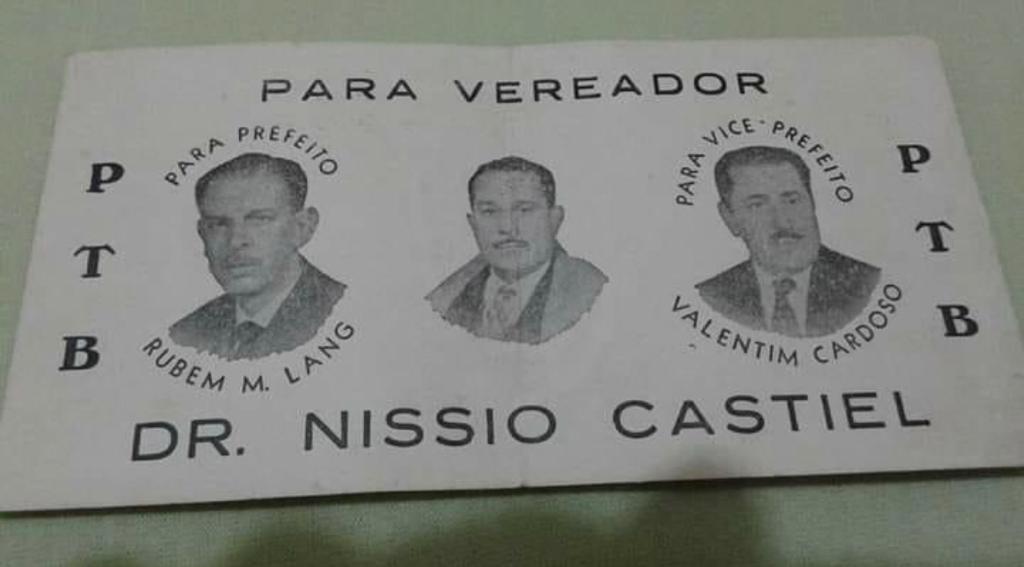 PARA VEREADOR
PARA PREFEITO
PARA VICE-PREFEITO
P
T
B
P
T
B
RUBEM M. LANG
VALENTIM CARDOSO
DR. NISSIO CASTIEL